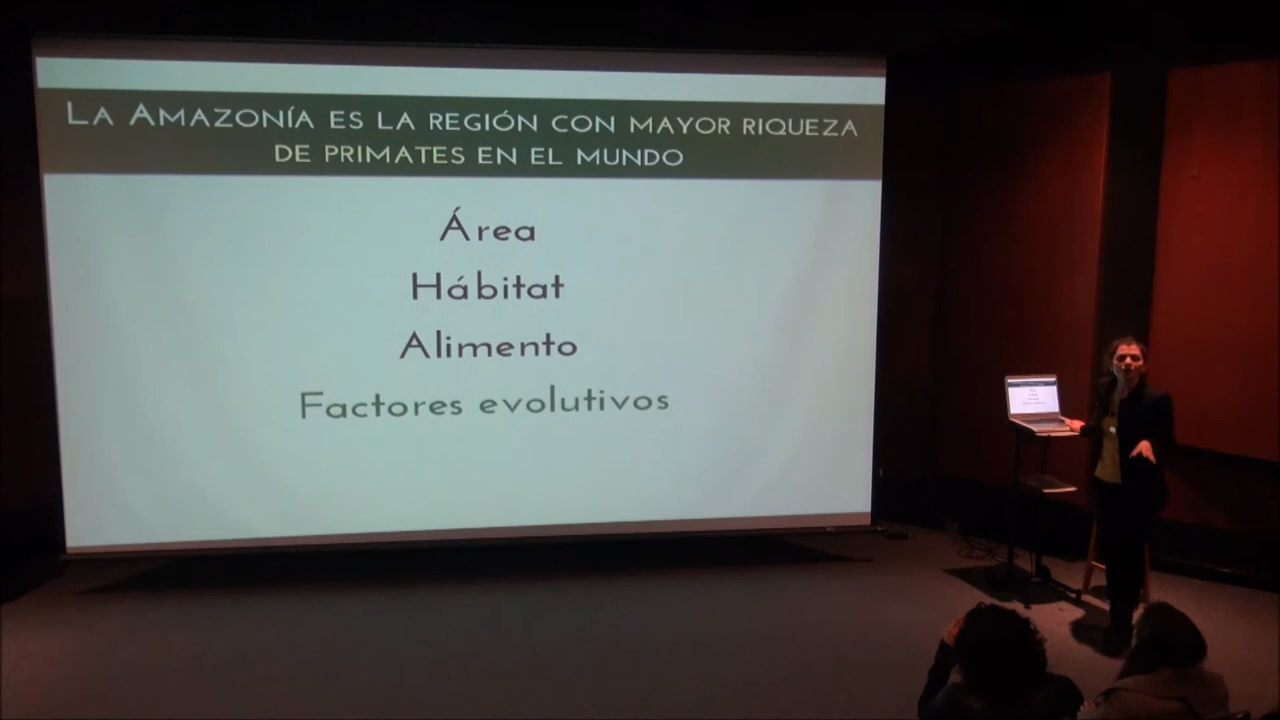 La Amazonía es la región con mayor riqueza
de primates en el mundo
Área
Hábitat
Alimento
Factores evolutivos